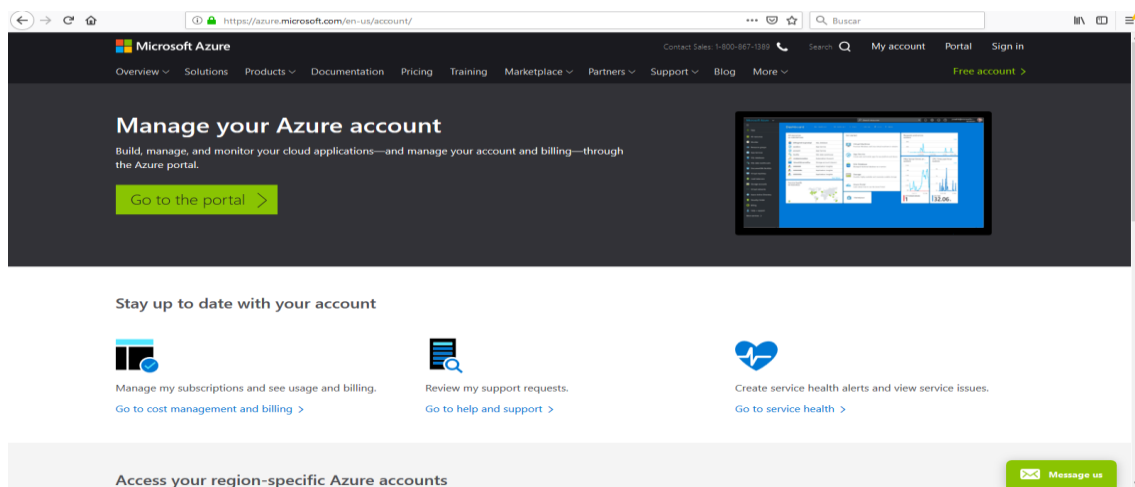 https://azure.microsoft.com/en-us/account/
Buscar
Microsoft Azure
Contact Sales: 1-800-867-1389
Search
My account
Portal
Sign in
Overview
Solutions
Products
Documentation
Pricing
Training
Marketplace
Partners
Support
Blog
More
Free account >
Manage your Azure account
Build, manage, and monitor your cloud applications—and manage your account and billing—through
the Azure portal.
Go to the portal
32.06
Stay up to date with your account
Manage my subscriptions and see usage and billing.
Go to cost management and billing >
Review my support requests.
Go to help and support >
Create service health alerts and view service issues.
Go to service health >
Access your region-specific Azure accounts
Message us